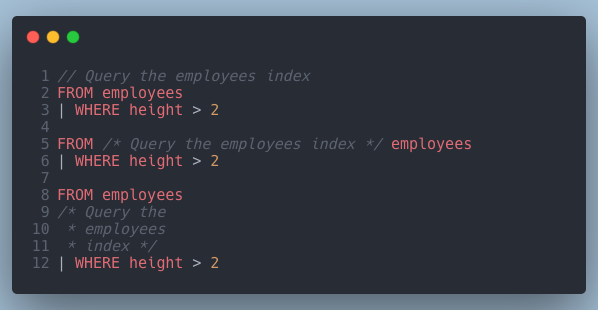 1 // Query the employees index
2 FROM employees
3 | WHERE height > 2
4
5 FROM /* Query the employees index */ employees
6 | WHERE height > 2
7
8 FROM employees
9 /* Query the
10  * employees
11  * index */
12 | WHERE height > 2